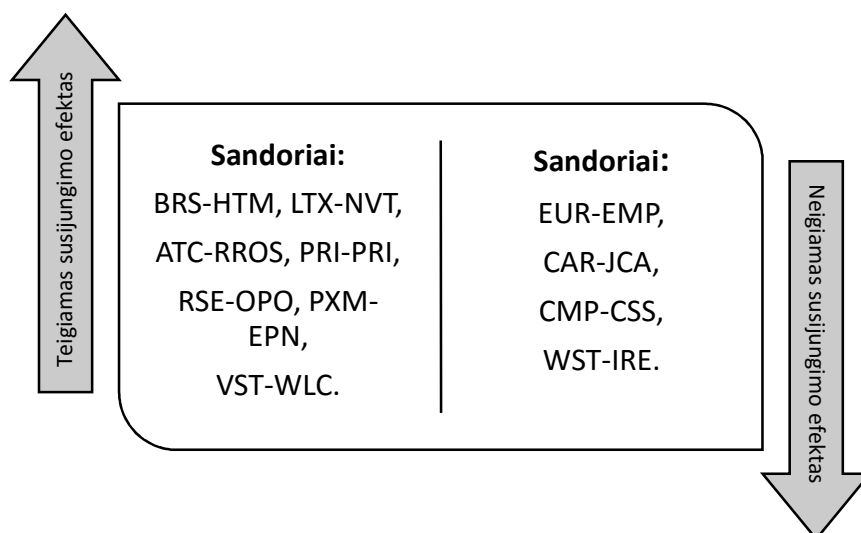 Teigiamas susijungimo efektas
Sandoriai:
BRS-HTM, LTX-NVT,
ATC-RROS, PRI-PRI,
RSE-OPO, PXM-
EPN,
VST-WLC.
Sandoriai:
EUR-EMP,
CAR-JCA,
CMP-CSS,
WST-IRE.
Neigiamas susijungimo efektas